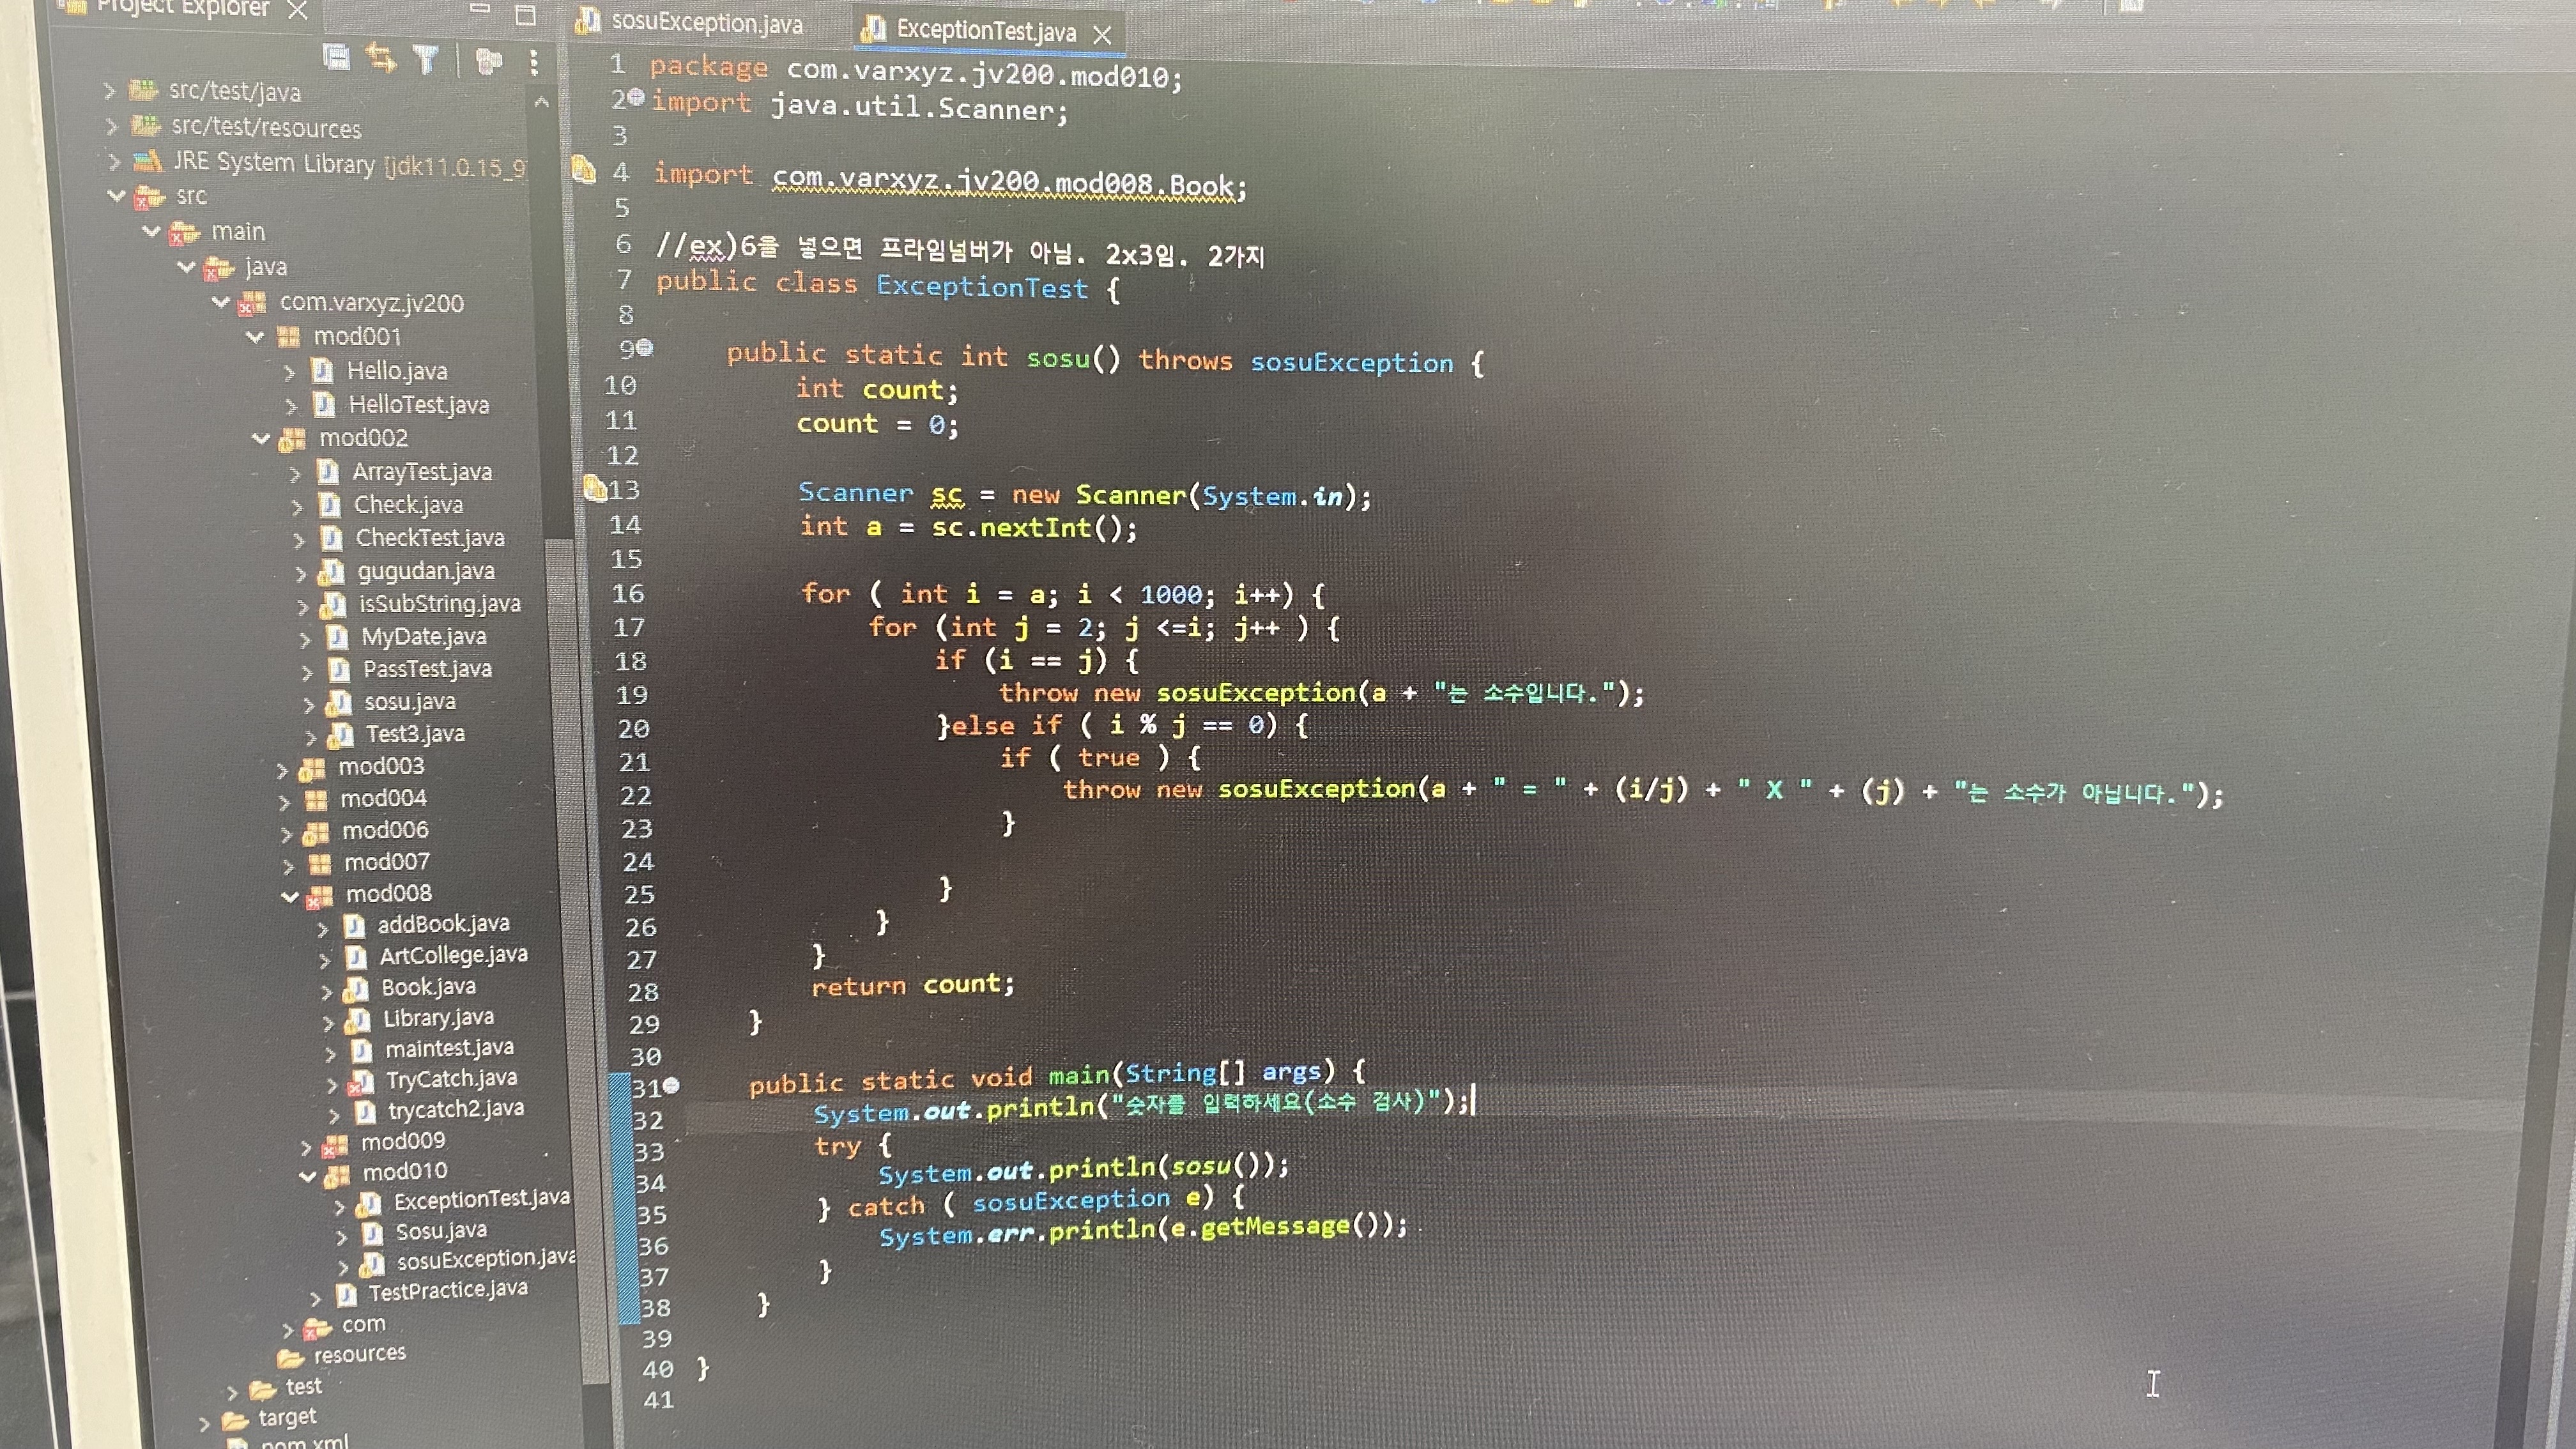 Project Explorer
src/test/java
src/test/resources
JRE System Library [jdk11.0.15_9
src
main
java
com.varxyz.jv200
mod001
Hello.java
HelloTest.java
mod002
ArrayTest.java
Check.java
CheckTest.java
gugudan.java
isSubString.java
MyDate.java
PassTest.java
sosu.java
Test3.java
mod003
mod004
mod006
mod007
mod008
addBook.java
ArtCollege.java
Book.java
Library.java
maintest.java
TryCatch.java
trycatch2.java
mod009
mod010
ExceptionTest.java
Sosu.java
sosuException.java
TestPractice.java
com
resources
test
target
pom.xml
sosuException.java
ExceptionTest.java
1 package com.varxyz.jv200.mod010;
2 import java.util.Scanner;
3
4 import com.varxyz.jv200.mod008.Book;
5
6 //ex)6을 넣으면 프라임넘버가 아님. 2x3임. 2가지
7 public class ExceptionTest {
8
9 public static int sosu() throws sosuException {
10 int count;
11 count = 0;
12
13 Scanner sc = new Scanner(System.in);
14 int a = sc.nextInt();
15
16 for ( int i = a; i < 1000; i++) {
17 for (int j = 2; j <=i; j++ ) {
18 if (i == j) {
19 throw new sosuException(a + "는 소수입니다.");
20 }else if ( i % j == 0) {
21 if ( true ) {
22 throw new sosuException(a + " = " + (i/j) + " X " + (j) + "는 소수가 아닙니다.");
23 }
24
25 }
26 }
27 }
28 return count;
29 }
30
31 public static void main(String[] args) {
32 System.out.println("숫자를 입력하세요(소수 검사)");
33 try {
34 System.out.println(sosu());
35 } catch ( sosuException e) {
36 System.err.println(e.getMessage());
37 }
38 }
39
40 }
41